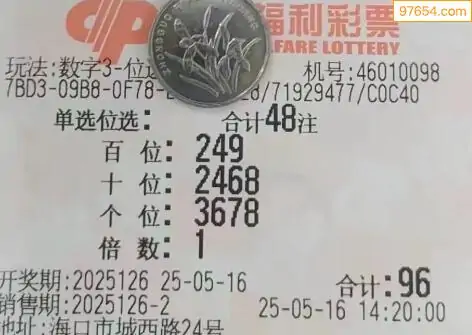 97654.com
福利彩票
FARE LOTTERY
玩法:数字3-位选
机号:46010098
7BD3-09B8-0F78- /71929477/C0C40
单选位选: 合计48注
百位: 249
十位: 2468
个位: 3678
倍数: 1
开奖期:2025126 25-05-16 合计:96
销售期:2025126-2 25-05-16 14:20:00
地址:海口市城西路24号